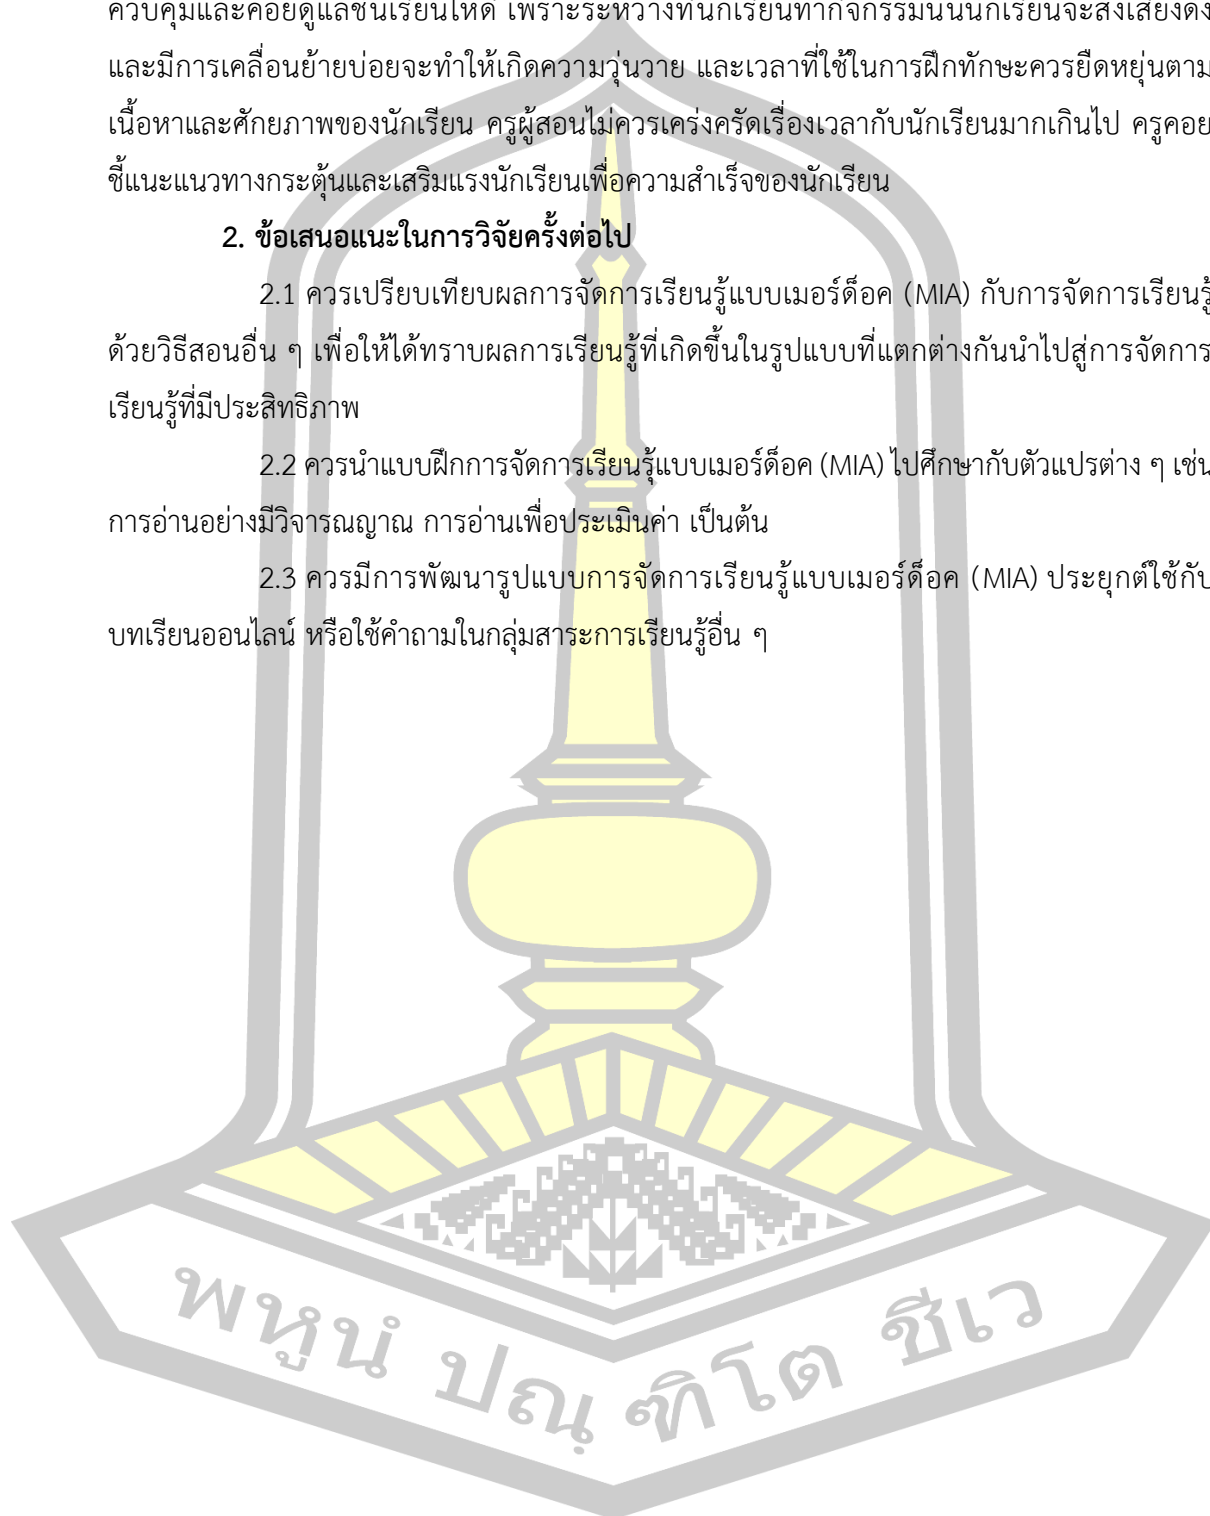 ควบคุมและคอยดูแลชั้นเรียนให้ดี เพราะระหว่างที่นักเรียนทำกิจกรรมนั้นนักเรียนจะส่งเสียงดัง
และมีการเคลื่อนย้ายบ่อยจะทำให้เกิดความวุ่นวาย และเวลาที่ใช้ในการฝึกทักษะควรยืดหยุ่นตาม
เนื้อหาและศักยภาพของนักเรียน ครูผู้สอนไม่ควรเคร่งครัดเรื่องเวลากับนักเรียนมากเกินไป ครูคอย
ชี้แนะแนวทางกระตุ้นและเสริมแรงนักเรียนเพื่อความสำเร็จของนักเรียน
2. ข้อเสนอแนะในการวิจัยครั้งต่อไป
2.1 ควรเปรียบเทียบผลการจัดการเรียนรู้แบบเมอร์ด็อค (MIA) กับการจัดการเรียนรู้
ด้วยวิธีสอนอื่น ๆ เพื่อให้ได้ทราบผลการเรียนรู้ที่เกิดขึ้นในรูปแบบที่แตกต่างกันนำไปสู่การจัดการ
เรียนรู้ที่มีประสิทธิภาพ
2.2 ควรนำแบบฝึกการจัดการเรียนรู้แบบเมอร์ด็อค (MIA) ไปศึกษากับตัวแปรต่าง ๆ เช่น
การอ่านอย่างมีวิจารณญาณ การอ่านเพื่อประเมินค่า เป็นต้น
2.3 ควรมีการพัฒนารูปแบบการจัดการเรียนรู้แบบเมอร์ด็อค (MIA) ประยุกต์ใช้กับ
บทเรียนออนไลน์ หรือใช้คำถามในกลุ่มสาระการเรียนรู้อื่น ๆ
พหูนํ ปณฺฑิโต ชีเว